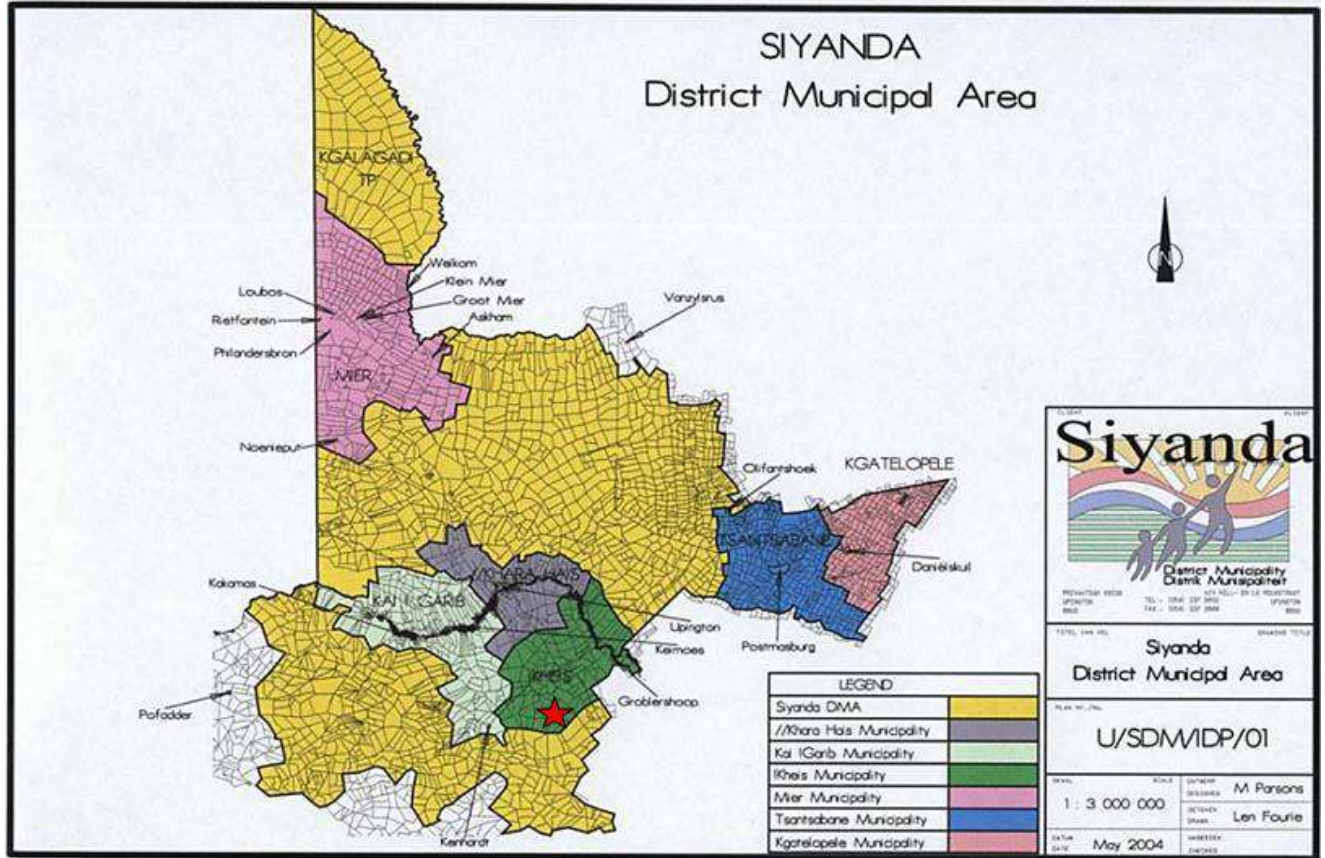 SIYANDA
District Municipal Area
KGALAGADI
TP
Welkom
Klein Mier
Groot Mier
Askham
Loubos
Rietfontein
Philandersbron
MIER
Noenieput
Vanzylsrus
Olifantshoek
KGATELOPELE
TSANTSABANE
Daniëlskuil
Postmasburg
Kakamas
KAI ! GARIB
//KHARA HAIS
Upington
Keimoes
!KHEIS
Groblershoop
Pofadder
Kenhardt
LEGEND
Siyanda DMA
//Khara Hais Municipality
Kai !Garib Municipality
!Kheis Municipality
Mier Municipality
Tsantsabane Municipality
Kgatelopele Municipality
Siyanda
District Municipality
Distrik Munisipaliteit
Siyanda
District Municipal Area
U/SDM/IDP/01
SCALE
1 : 3 000 000
M Parsons
Len Fourie
DATE
May 2004
N